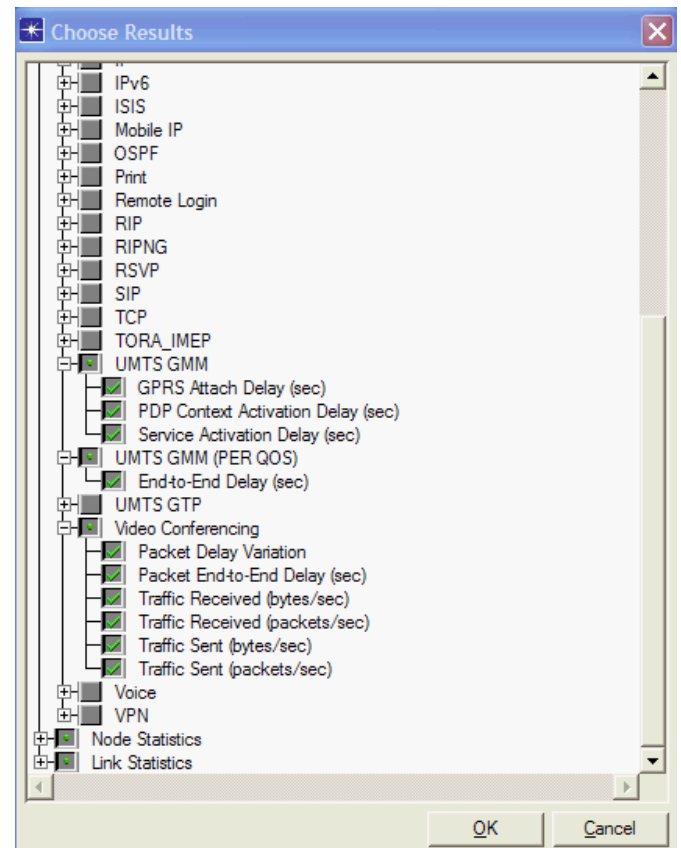 Choose Results
IPv6
ISIS
Mobile IP
OSPF
Print
Remote Login
RIP
RIPNG
RSVP
SIP
TCP
TORA_IMEP
UMTS GMM
GPRS Attach Delay (sec)
PDP Context Activation Delay (sec)
Service Activation Delay (sec)
UMTS GMM (PER QOS)
End-to-End Delay (sec)
UMTS GTP
Video Conferencing
Packet Delay Variation
Packet End-to-End Delay (sec)
Traffic Received (bytes/sec)
Traffic Received (packets/sec)
Traffic Sent (bytes/sec)
Traffic Sent (packets/sec)
Voice
VPN
Node Statistics
Link Statistics
OK Cancel